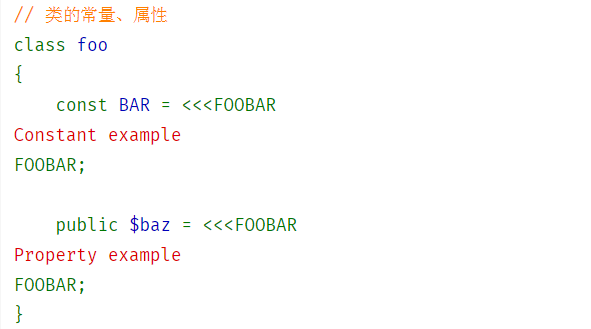 // 类的常量、属性
class foo
{
    const BAR = <<<FOOBAR
Constant example
FOOBAR;

    public $baz = <<<FOOBAR
Property example
FOOBAR;
}